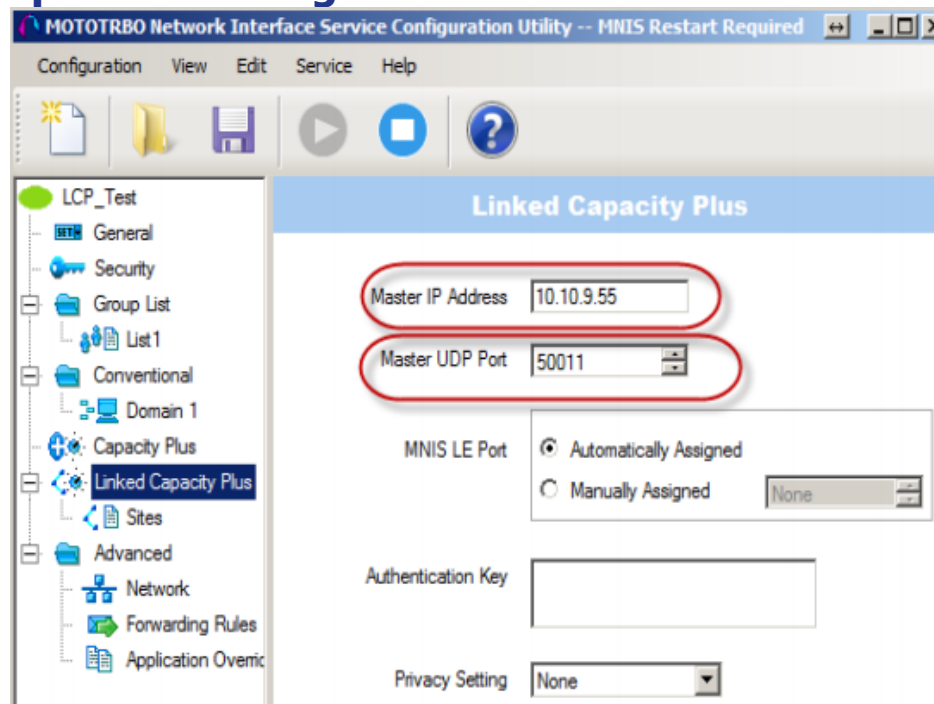 MOTOTRBO Network Interface Service Configuration Utility -- MNIS Restart Required
Configuration View Edit Service Help
LCP_Test
General
Security
Group List
List1
Conventional
Domain 1
Capacity Plus
Linked Capacity Plus
Sites
Advanced
Network
Forwarding Rules
Application
Linked Capacity Plus
Master IP Address 10.10.9.55
Master UDP Port 50011
MNIS LE Port Automatically Assigned
Manually Assigned None
Authentication Key
Privacy Setting None